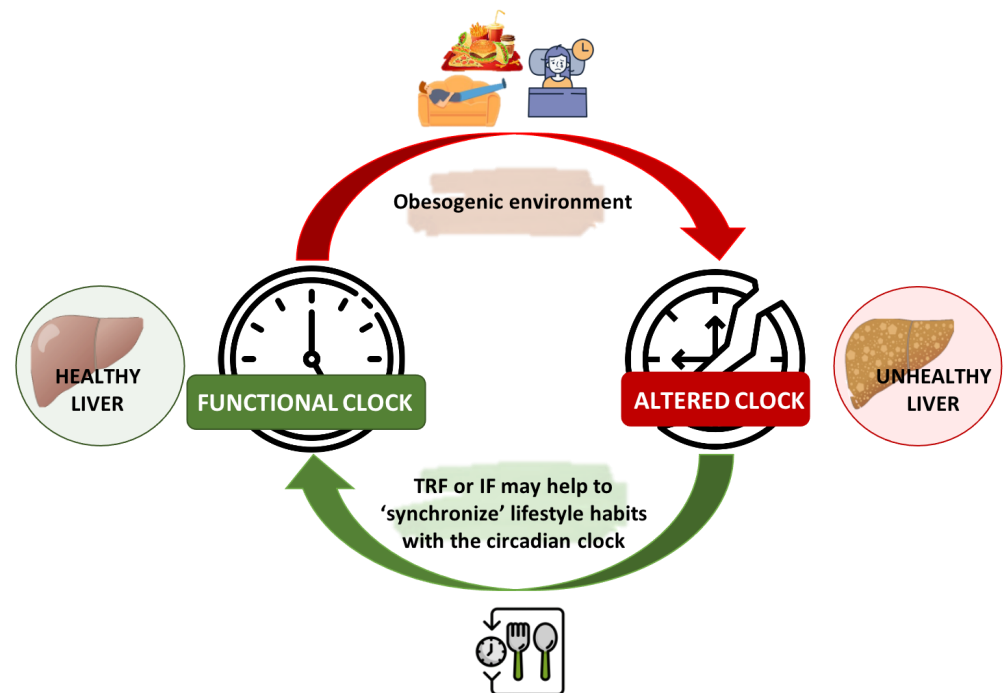 Obesogenic environment
HEALTHY
LIVER
FUNCTIONAL CLOCK
ALTERED CLOCK
UNHEALTHY
LIVER
TRF or IF may help to
‘synchronize’ lifestyle habits
with the circadian clock